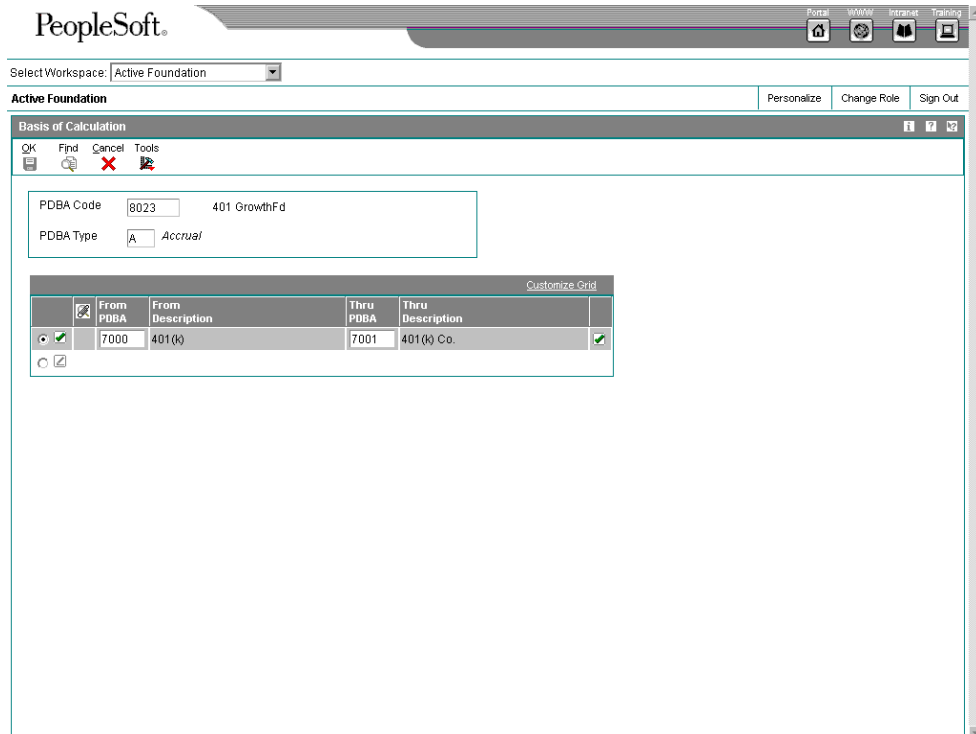 Portal WWW Intranet Training
PeopleSoft®
Select Workspace: Active Foundation
Active Foundation Personalize Change Role Sign Out
Basis of Calculation i ? ?
OK Find Cancel Tools
PDBA Code 8023 401 GrowthFd
PDBA Type A Accrual
Customize Grid
From PDBA From Description Thru PDBA Thru Description
7000 401(k) 7001 401(k) Co.